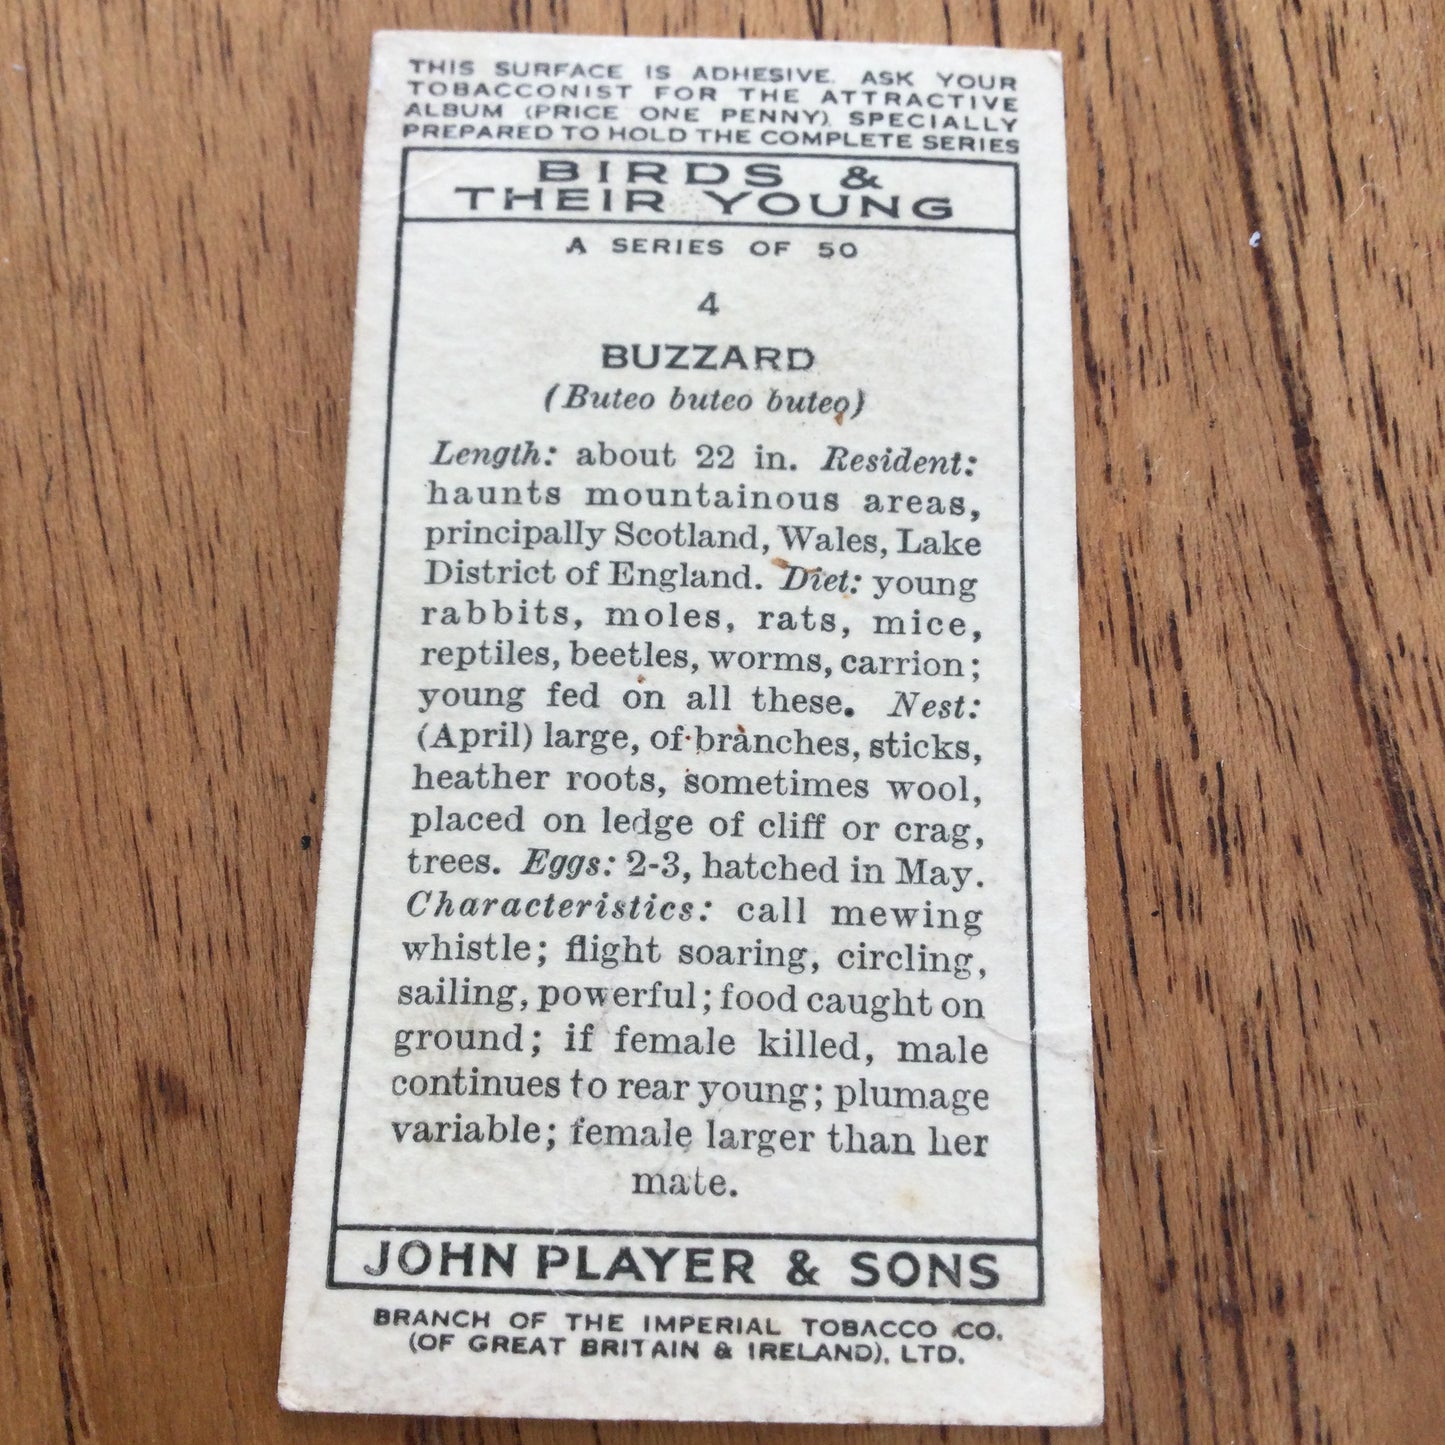 THIS SURFACE IS ADHESIVE. ASK YOUR
TOBACCONIST FOR THE ATTRACTIVE
ALBUM (PRICE ONE PENNY), SPECIALLY
PREPARED TO HOLD THE COMPLETE SERIES
BIRDS &
THEIR YOUNG
A SERIES OF 50
4
BUZZARD
(Buteo buteo buteo)
Length: about 22 in. Resident:
haunts mountainous areas,
principally Scotland, Wales, Lake
District of England. Diet: young
rabbits, moles, rats, mice,
reptiles, beetles, worms, carrion;
young fed on all these. Nest:
(April) large, of branches, sticks,
heather roots, sometimes wool,
placed on ledge of cliff or crag,
trees. Eggs: 2-3, hatched in May.
Characteristics: call mewing
whistle; flight soaring, circling,
sailing, powerful; food caught on
ground; if female killed, male
continues to rear young; plumage
variable; female larger than her
mate.
JOHN PLAYER & SONS
BRANCH OF THE IMPERIAL TOBACCO CO.
(OF GREAT BRITAIN & IRELAND), LTD.